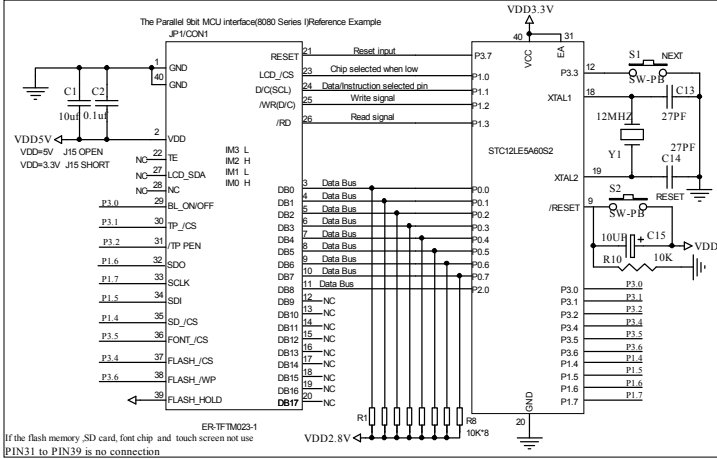 The Parallel 9bit MCU interface(8080 Series I)Reference Example
JP1/CON1
VDD3.3V
40 31
VCC
EA
1 GND
40 GND
C1 C2
10uf 0.1uf
VDD5V
2 VDD
VDD=5V J15 OPEN
VDD=3.3V J15 SHORT
NC 22 TE
NC 27 LCD_SDA
NC 28 NC
P3.0 29 BL_ON/OFF
P3.1 30 TP_/CS
P3.2 31 /TP PEN
P1.6 32 SDO
P1.7 33 SCLK
P1.5 34 SDI
P1.4 35 SD_/CS
P3.5 36 FONT_/CS
P3.4 37 FLASH_/CS
P3.6 38 FLASH_/WP
39 FLASH_HOLD
IM3 L
IM2 H
IM1 L
IM0 H
RESET 21 Reset input P3.7
LCD_/CS 23 Chip selected when low P1.0
D/C(SCL) 24 Data/Instruction selected pin P1.1
/WR(D/C) 25 Write signal P1.2
/RD 26 Read signal P1.3
DB0 3 Data Bus P0.0
DB1 4 Data Bus P0.1
DB2 5 Data Bus P0.2
DB3 6 Data Bus P0.3
DB4 7 Data Bus P0.4
DB5 8 Data Bus P0.5
DB6 9 Data Bus P0.6
DB7 10 Data Bus P0.7
DB8 11 Data Bus P2.0
DB9 12 NC
DB10 13 NC
DB11 14 NC
DB12 15 NC
DB13 16 NC
DB14 17 NC
DB15 18 NC
DB16 19 NC
DB17 20 NC
ER-TFTM023-1
R1 R8
10K*8
VDD2.8V
STC12LE5A60S2
P3.3 12 S1 NEXT
SW-PB
XTAL1 18 C13
12MHZ 27PF
Y1 27PF
XTAL2 19 C14
S2 RESET
/RESET 9 SW-PB
10UF + C15 VDD
R10 10K
P3.0 P3.0
P3.1 P3.1
P3.2 P3.2
P3.4 P3.4
P3.5 P3.5
P3.6 P3.6
P1.4 P1.4
P1.5 P1.5
P1.6 P1.6
P1.7 P1.7
GND
20
If the flash memory ,SD card, font chip and touch screen not use
PIN31 to PIN39 is no connection